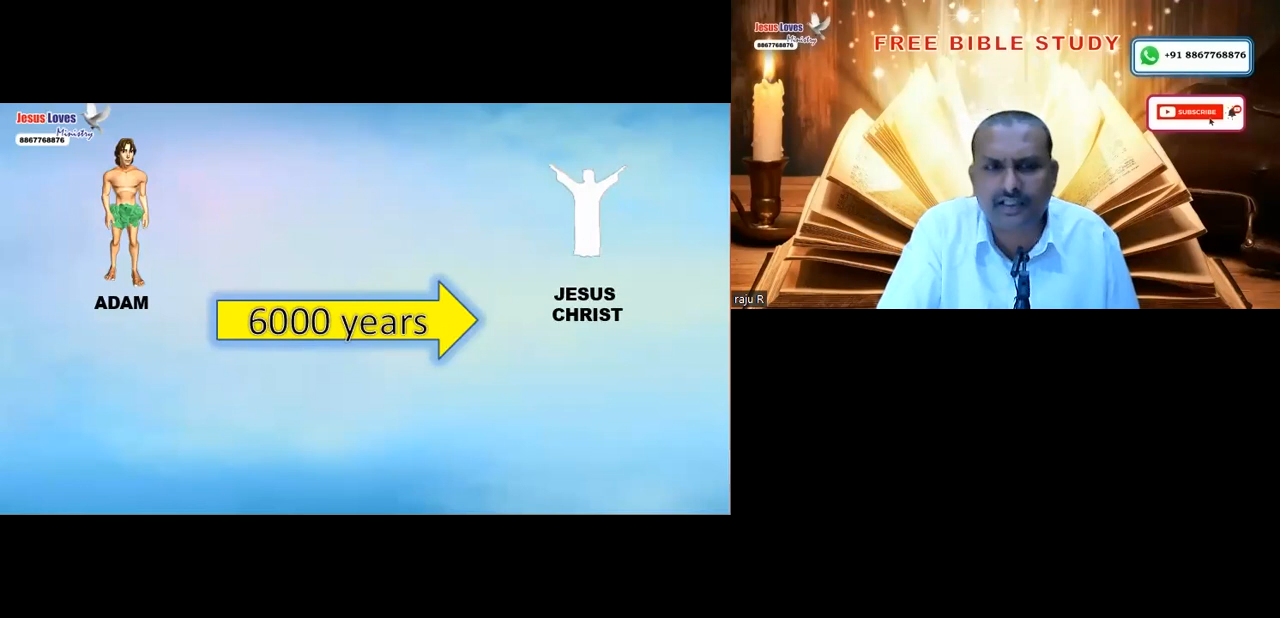 Jesus Loves
Ministry
8867768876
ADAM
6000 years
JESUS
CHRIST
Jesus Loves
Ministry
8867768876
FREE BIBLE STUDY
+91 8867768876
SUBSCRIBE
raju R